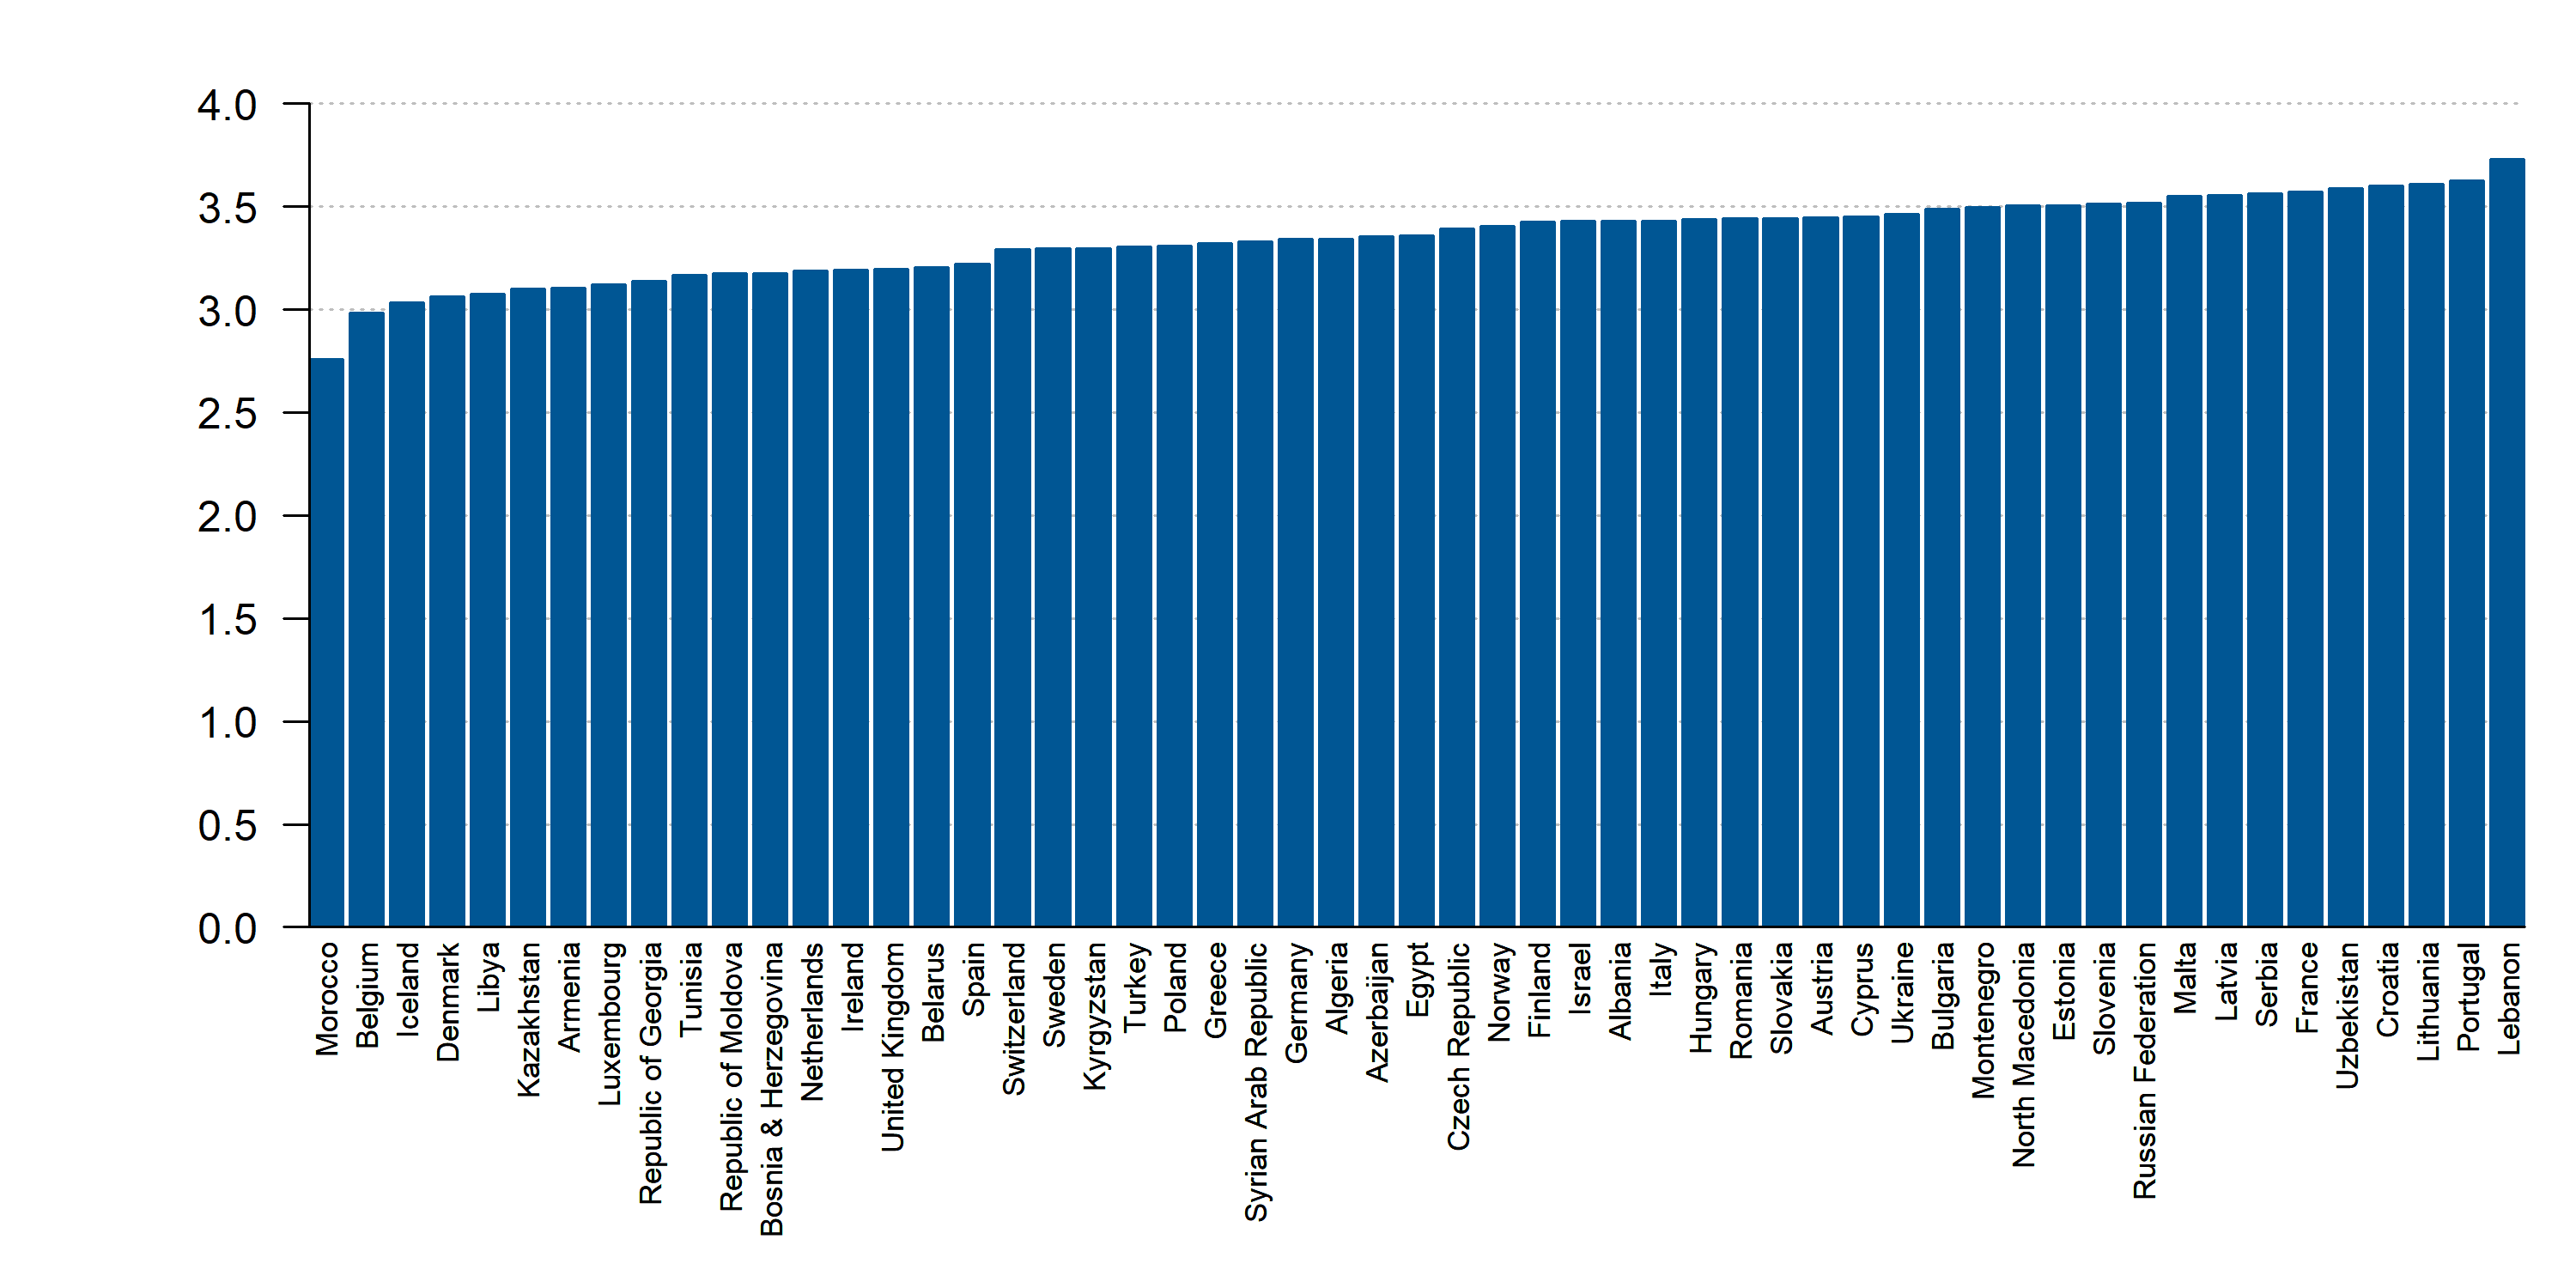 4.0
3.5
3.0
2.5
2.0
1.5
1.0
0.5
0.0
Morocco
Belgium
Iceland
Denmark
Libya
Kazakhstan
Armenia
Luxembourg
Republic of Georgia
Tunisia
Republic of Moldova
Bosnia & Herzegovina
Netherlands
Ireland
United Kingdom
Belarus
Spain
Switzerland
Sweden
Kyrgyzstan
Turkey
Poland
Greece
Syrian Arab Republic
Germany
Algeria
Azerbaijan
Egypt
Czech Republic
Norway
Finland
Israel
Albania
Italy
Hungary
Romania
Slovakia
Austria
Cyprus
Ukraine
Bulgaria
Montenegro
North Macedonia
Estonia
Slovenia
Russian Federation
Malta
Latvia
Serbia
France
Uzbekistan
Croatia
Lithuania
Portugal
Lebanon